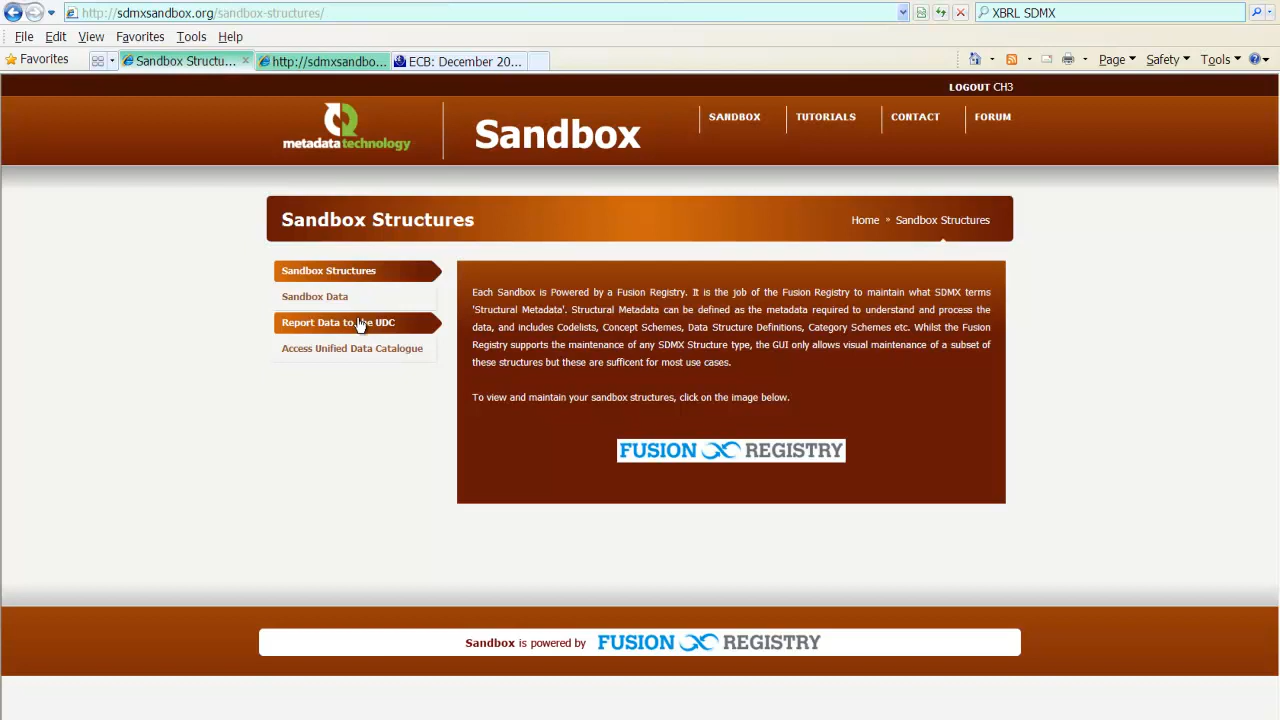 http://sdmxsandbox.org/sandbox-structures/
XBRL SDMX
File Edit View Favorites Tools Help
Favorites
Sandbox Structu...
http://sdmxsandbo...
ECB: December 20...
Page Safety Tools
LOGOUT CH3
metadatatechnology
Sandbox
SANDBOX TUTORIALS CONTACT FORUM
Sandbox Structures
Home » Sandbox Structures
Sandbox Structures
Sandbox Data
Report Data to the UDC
Access Unified Data Catalogue
Each Sandbox is Powered by a Fusion Registry. It is the job of the Fusion Registry to maintain what SDMX terms
'Structural Metadata'. Structural Metadata can be defined as the metadata required to understand and process the
data, and includes Codelists, Concept Schemes, Data Structure Definitions, Category Schemes etc. Whilst the Fusion
Registry supports the maintenance of any SDMX Structure type, the GUI only allows visual maintenance of a subset of
these structures but these are sufficent for most use cases.
To view and maintain your sandbox structures, click on the image below.
FUSION REGISTRY
Sandbox is powered by FUSION REGISTRY